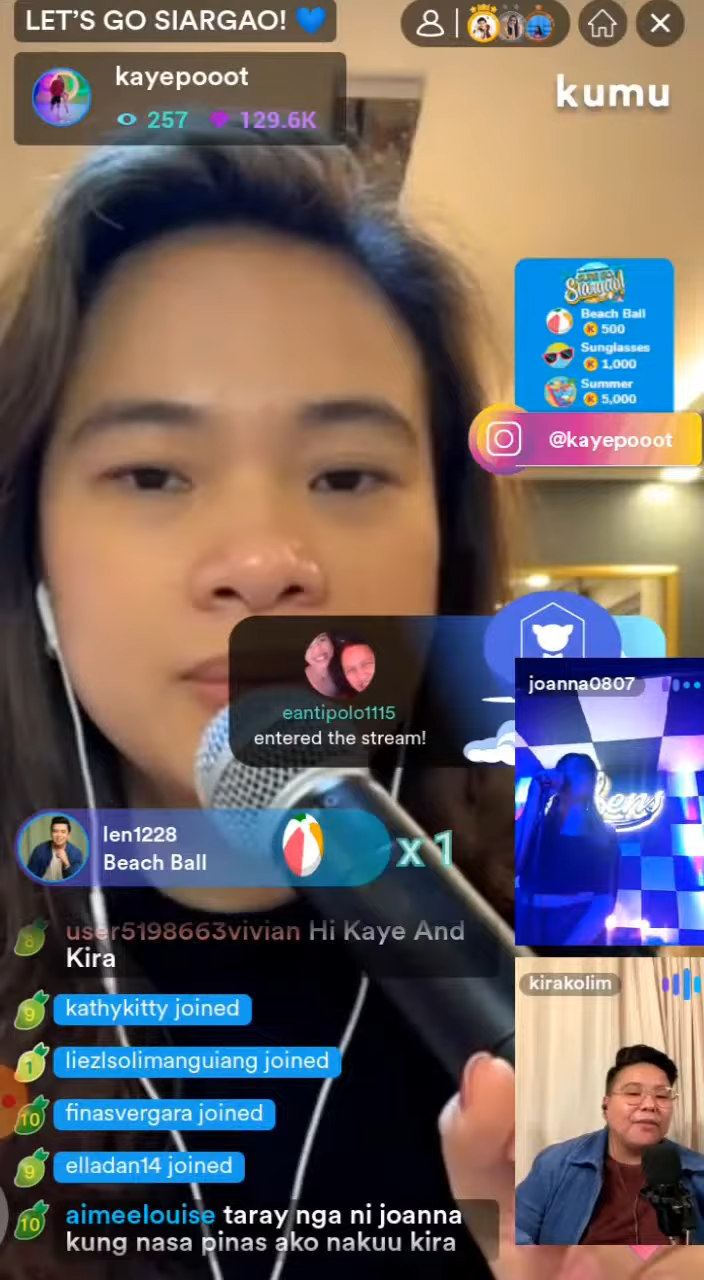 LET'S GO SIARGAO! 💙
kayepooot
257 129.6K
kumu
Siargao!
Beach Ball
K 500
Sunglasses
K 1,000
Summer
K 5,000
@kayepooot
eantipolo1115
entered the stream!
joanna0807
len1228
Beach Ball
x 1
8 user5198663vivian Hi Kaye And
Kira
kirakolim
9 kathykitty joined
1 liezlsolimanguiang joined
10 finasvergara joined
9 elladan14 joined
10 aimeelouise taray nga ni joanna
kung nasa pinas ako nakuu kira